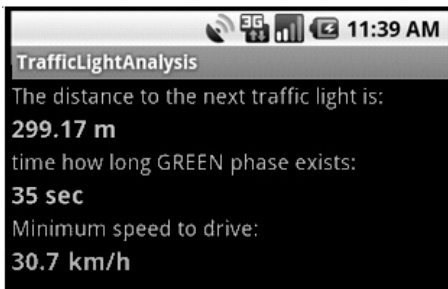 3G 11:39 AM
TrafficLightAnalysis
The distance to the next traffic light is:
299.17 m
time how long GREEN phase exists:
35 sec
Minimum speed to drive:
30.7 km/h